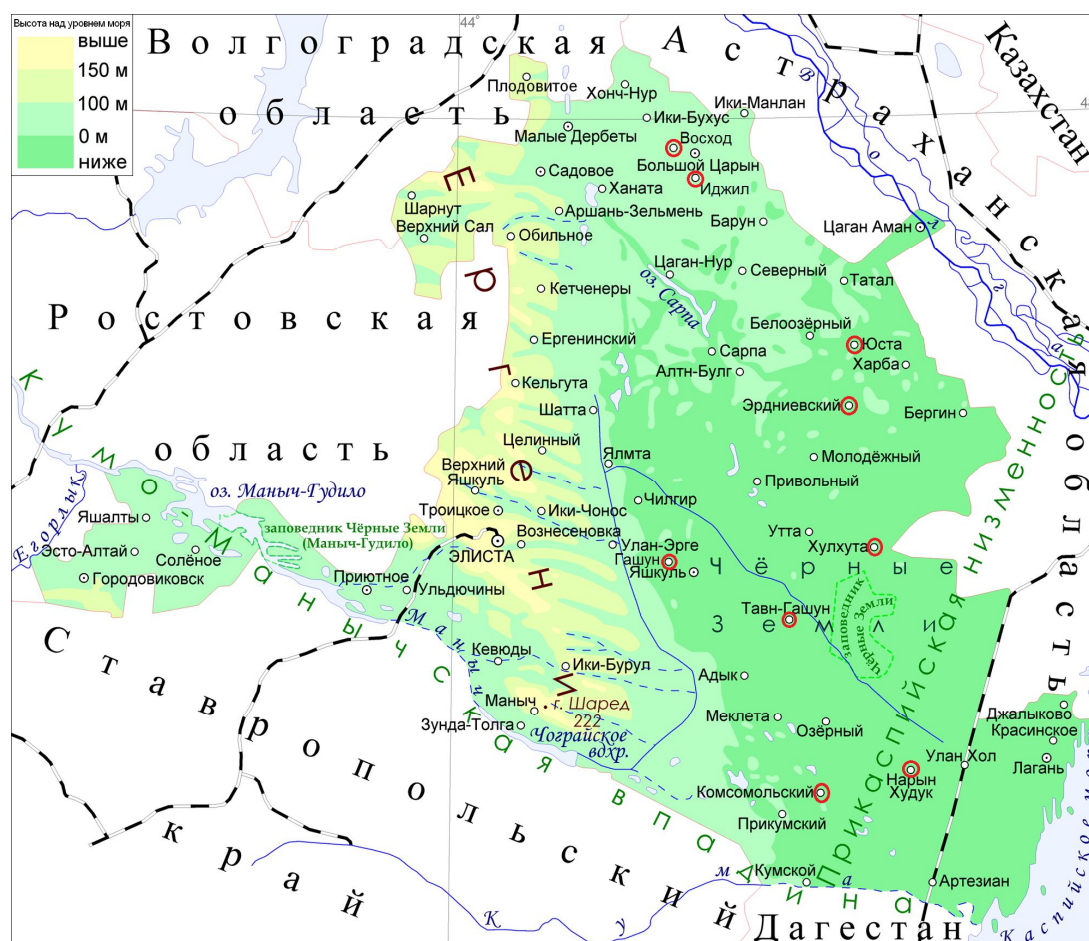 Высота над уровнем моря
выше
150 м
100 м
0 м
ниже
44°
Волгоградская
область
Астраханская
область
Казахстан
Волга
Плодовитое
Хонч-Нур
Ики-Манлан
Ики-Бухус
Малые Дербеты
Восход
Большой Царын
Садовое
Ханата
Иджил
Шарнут
Аршань-Зельмень
Барун
Верхний Сал
Обильное
Цаган Аман
Цаган-Нур
Северный
Татал
оз. Сарпа
Кетченеры
Ергени
Ростовская
область
Белоозёрный
Юста
Ергенинский
Сарпа
Харба
Алтн-Булг
Кельгута
Шатта
Эрдниевский
Бергин
Целинный
Верхний
Яшкуль
Ялмта
Молодёжный
Привольный
Чилгир
оз. Маныч-Гудило
Егорлык
Яшалты
заповедник Чёрные Земли
(Маныч-Гудило)
Троицкое
Ики-Чонос
Вознесеновка
Утта
Эсто-Алтай
Солёное
ЭЛИСТА
Улан-Эрге
Хулхута
Гашун
Яшкуль
Чёрные
Земли
Городовиковск
Приютное
Ульдючины
Тавн-Гашун
заповедник
Чёрные Земли
Кумо-Манычская впадина
Прикаспийская низменность
Маныч
Кевюды
Ики-Бурул
Адык
Маныч
г. Шаред
222
Зунда-Толга
Чограйское
вдхр.
Меклета
Озёрный
Джалыково
Красинское
Улан Хол
Лагань
Нарын
Худук
Комсомольский
Прикумский
Ставропольский
край
Кумской
Артезиан
Кума
Дагестан
Каспийское мо